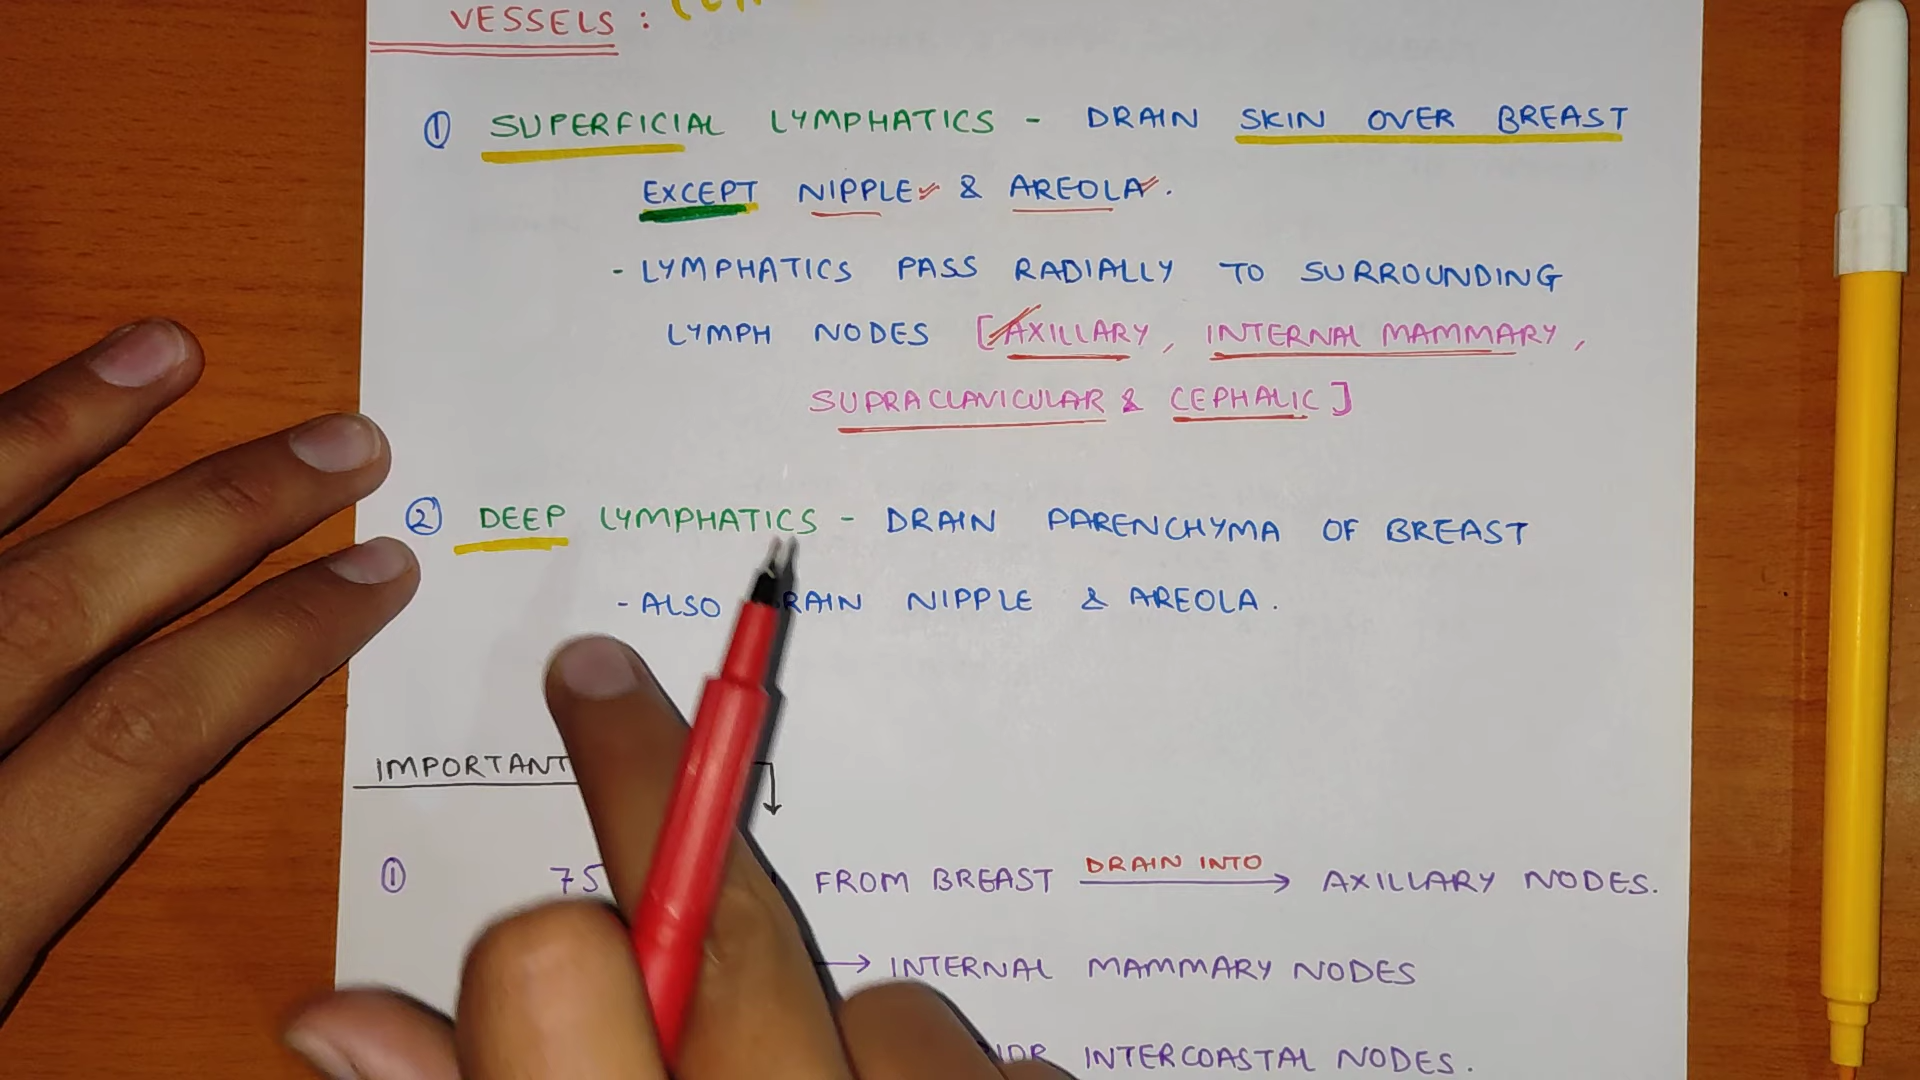 VESSELS :
① SUPERFICIAL LYMPHATICS - DRAIN SKIN OVER BREAST
EXCEPT NIPPLE & AREOLA.
- LYMPHATICS PASS RADIALLY TO SURROUNDING
LYMPH NODES [AXILLARY, INTERNAL MAMMARY,
SUPRACLAVICULAR & CEPHALIC]
② DEEP LYMPHATICS - DRAIN PARENCHYMA OF BREAST
- ALSO DRAIN NIPPLE & AREOLA.
IMPORTANT
① 75 FROM BREAST DRAIN INTO → AXILLARY NODES.
→ INTERNAL MAMMARY NODES
INTERCOASTAL NODES.